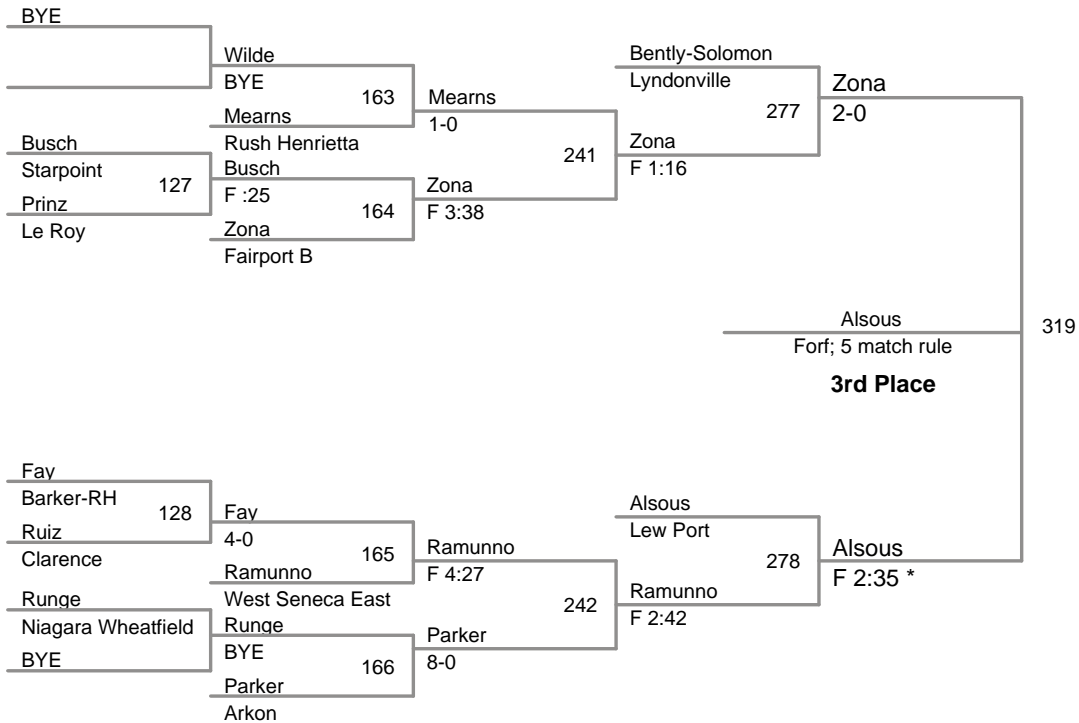 BYE
Wilde
BYE
163
Mearns
Rush Henrietta
Mearns
1-0
Busch
Starpoint
127
Prinz
Le Roy
Busch
F :25
164
Zona
Fairport B
Zona
F 3:38
241
Bently-Solomon
Lyndonville
277
Zona
F 1:16
Zona
2-0
Alsous
Forf; 5 match rule
3rd Place
319
Fay
Barker-RH
128
Ruiz
Clarence
Fay
4-0
165
Ramunno
West Seneca East
Ramunno
F 4:27
Runge
Niagara Wheatfield
BYE
Runge
BYE
166
Parker
Arkon
Parker
8-0
242
Alsous
Lew Port
278
Ramunno
F 2:42
Alsous
F 2:35 *